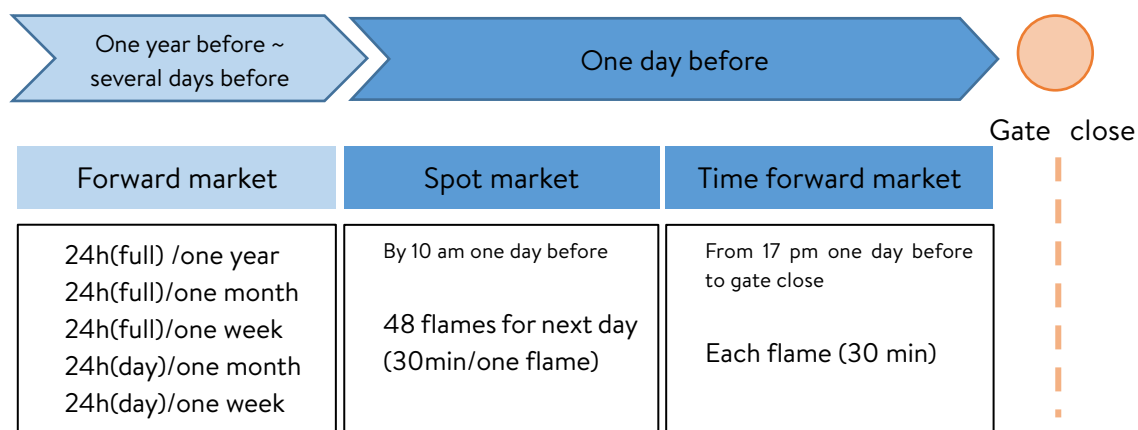 One year before ~
several days before
One day before
Gate close
Forward market
Spot market
Time forward market
24h(full) /one year
24h(full)/one month
24h(full)/one week
24h(day)/one month
24h(day)/one week
By 10 am one day before
48 flames for next day
(30min/one flame)
From 17 pm one day before
to gate close
Each flame (30 min)